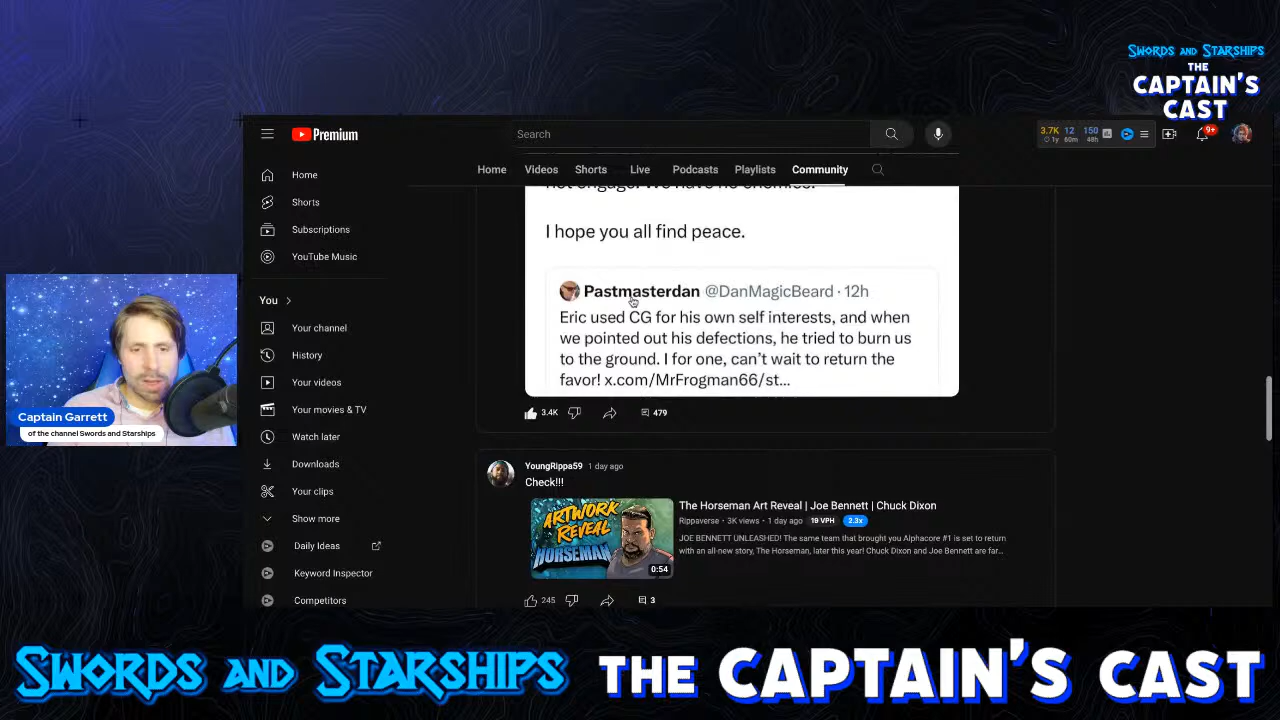 SWORDS AND STARSHIPS
THE
CAPTAIN'S
CAST
Premium
Search
3.7K 12 150
1y 60m 48h
9+
Home
Videos
Shorts
Live
Podcasts
Playlists
Community
Home
Shorts
Subscriptions
YouTube Music
You
Your channel
History
Your videos
Your movies & TV
Watch later
Downloads
Your clips
Show more
Daily Ideas
Keyword Inspector
Competitors
not engage. We have no enemies.
I hope you all find peace.
Pastmasterdan @DanMagicBeard · 12h
Eric used CG for his own self interests, and when
we pointed out his defections, he tried to burn us
to the ground. I for one, can't wait to return the
favor! x.com/MrFrogman66/st...
3.4K
479
YoungRippa59 1 day ago
Check!!!
ARTWORK
REVEAL
HORSEMAN
0:54
The Horseman Art Reveal | Joe Bennett | Chuck Dixon
Rippaverse • 3K views • 1 day ago 19 VPH 2.3x
JOE BENNETT UNLEASHED! The same team that brought you Alphacore #1 is set to return
with an all-new story, The Horseman, later this year! Chuck Dixon and Joe Bennett are far...
245
3
Captain Garrett
of the channel Swords and Starships
SWORDS AND STARSHIPS THE CAPTAIN'S CAST